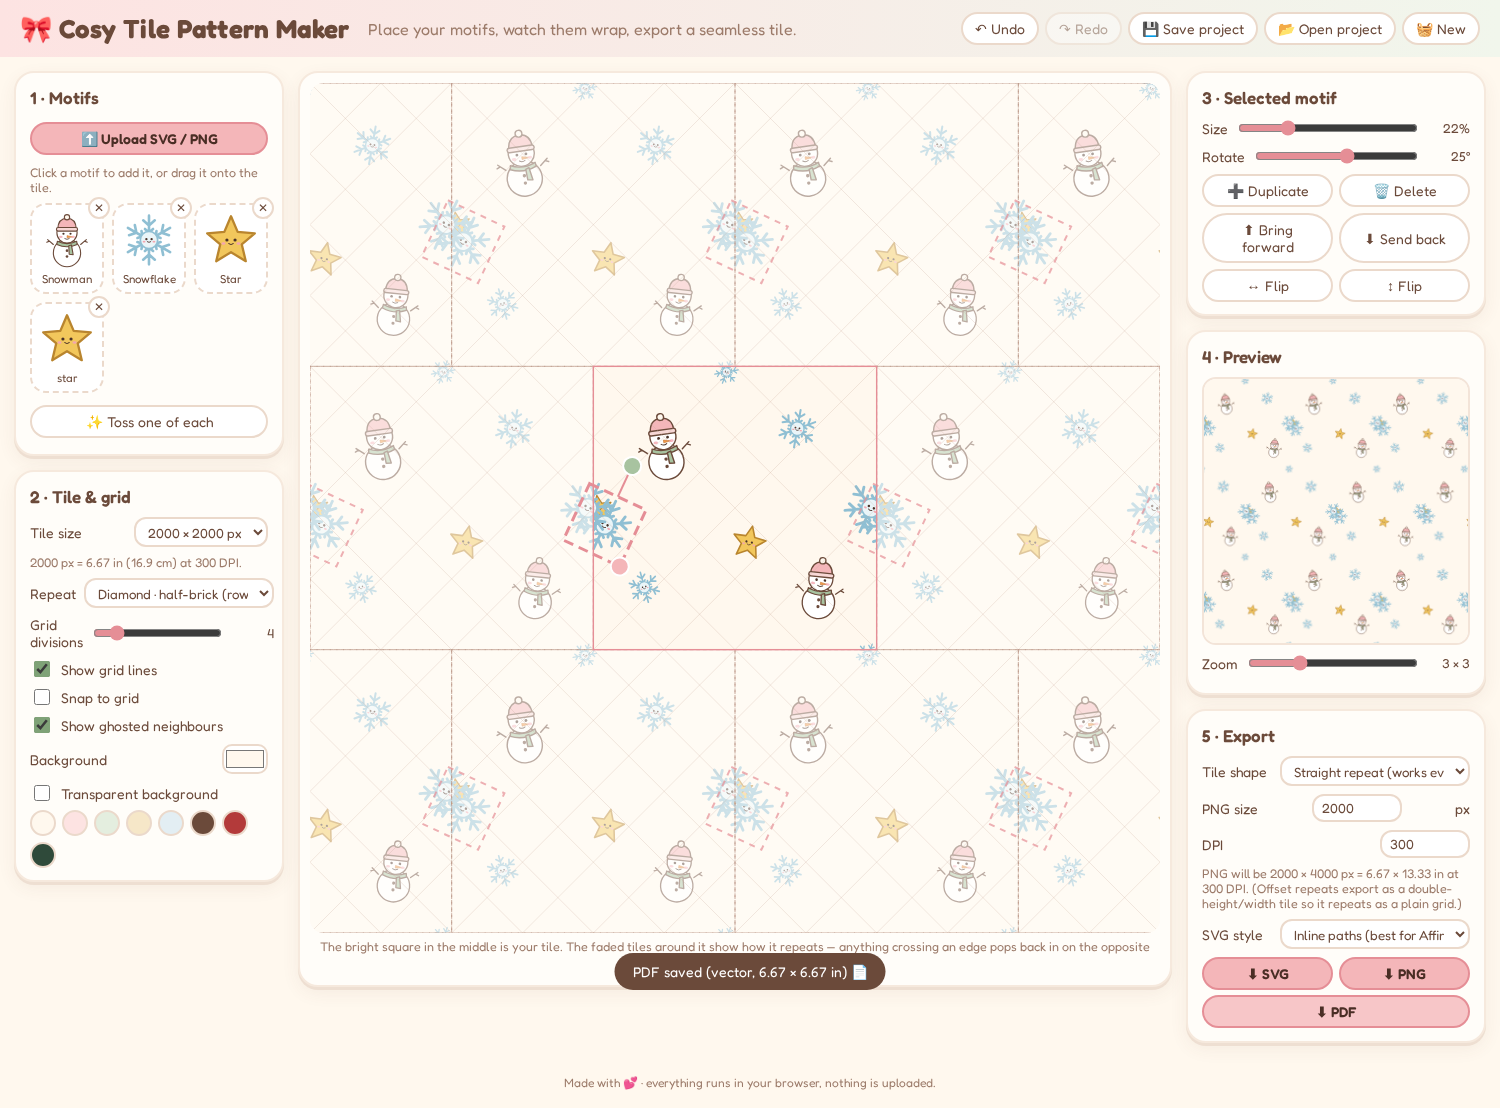 🎀 Cosy Tile Pattern Maker
Place your motifs, watch them wrap, export a seamless tile.
↶ Undo
↷ Redo
💾 Save project
📂 Open project
🧺 New
1 · Motifs
⬆️ Upload SVG / PNG
Click a motif to add it, or drag it onto the
tile.
✕
✕
✕
Snowman
Snowflake
Star
✕
star
✨ Toss one of each
2 · Tile & grid
Tile size
2000 × 2000 px
2000 px = 6.67 in (16.9 cm) at 300 DPI.
Repeat
Diamond · half-brick (row
Grid
divisions
4
Show grid lines
Snap to grid
Show ghosted neighbours
Background
Transparent background
The bright square in the middle is your tile. The faded tiles around it show how it repeats — anything crossing an edge pops back in on the opposite
PDF saved (vector, 6.67 × 6.67 in) 📄
3 · Selected motif
Size
22%
Rotate
25°
➕ Duplicate
🗑️ Delete
⬆ Bring
forward
⬇ Send back
↔ Flip
↕ Flip
4 · Preview
Zoom
3 × 3
5 · Export
Tile shape
Straight repeat (works ev
PNG size
2000
px
DPI
300
PNG will be 2000 × 4000 px = 6.67 × 13.33 in at
300 DPI. (Offset repeats export as a double-
height/width tile so it repeats as a plain grid.)
SVG style
Inline paths (best for Affir
⬇ SVG
⬇ PNG
⬇ PDF
Made with 💕 · everything runs in your browser, nothing is uploaded.